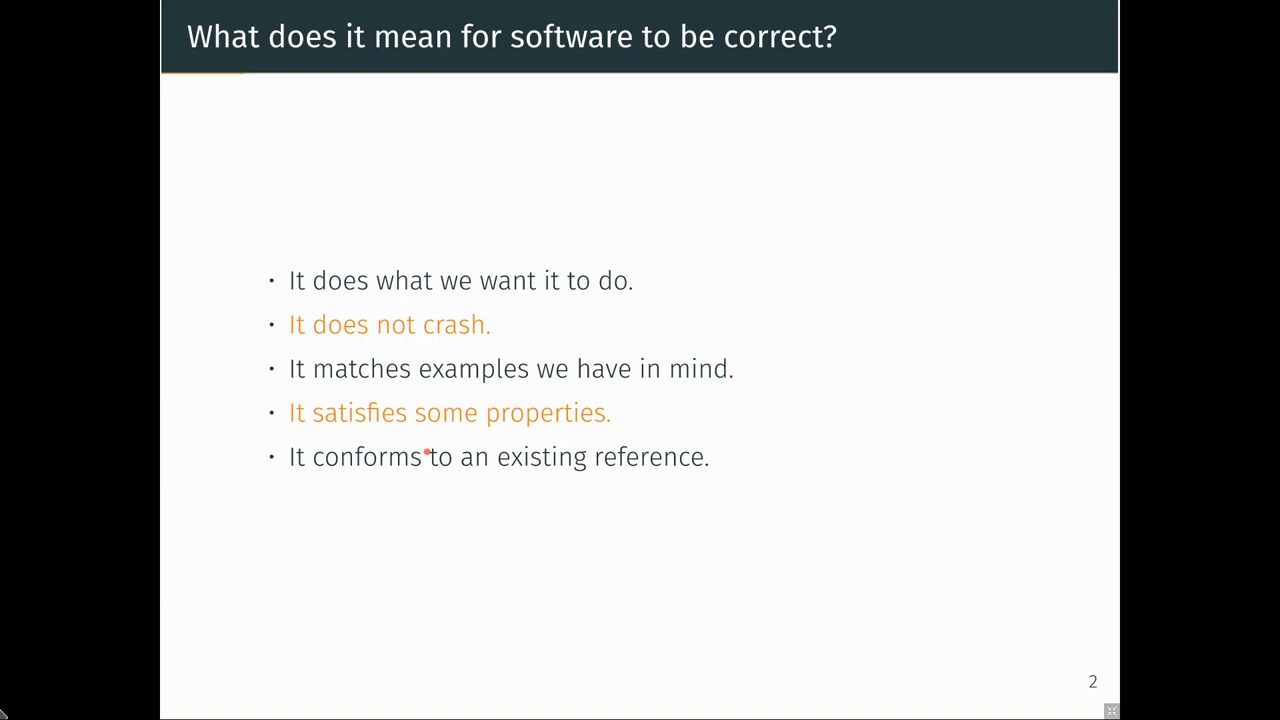 What does it mean for software to be correct?
• It does what we want it to do.
• It does not crash.
• It matches examples we have in mind.
• It satisfies some properties.
• It conforms to an existing reference.
2